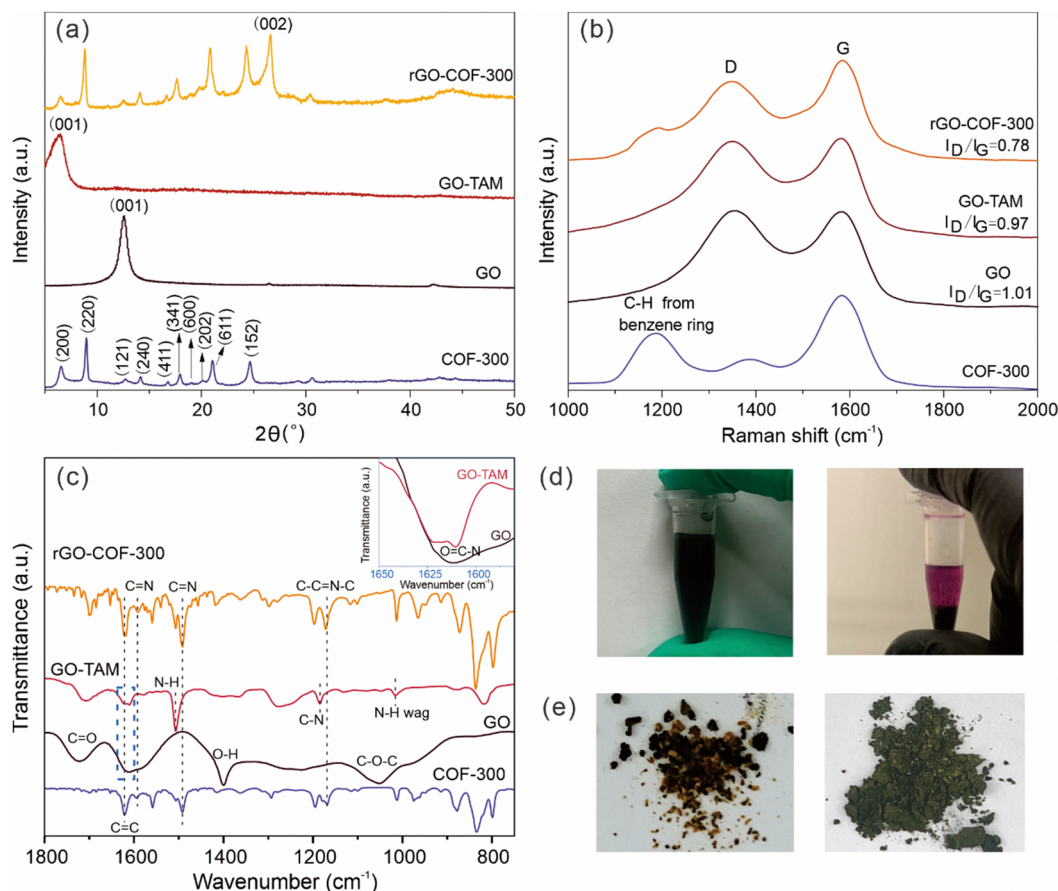 (a)
(002)
rGO-COF-300
(001)
GO-TAM
(001)
GO
(200)
(220)
(121)
(240)
(411)
(341)
(600)
(202)
(611)
(152)
COF-300
Intensity (a.u.)
10 20 30 40 50
2θ(°)
(b)
D
G
rGO-COF-300
I_D/I_G=0.78
GO-TAM
I_D/I_G=0.97
GO
I_D/I_G=1.01
C-H from
benzene ring
COF-300
Intensity (a.u.)
1000 1200 1400 1600 1800 2000
Raman shift (cm⁻¹)
(c)
rGO-COF-300
C=N
C=N
C-C=N-C
GO-TAM
N-H
C-N
N-H wag
GO
C=O
O-H
C-O-C
COF-300
C=C
Transmittance (a.u.)
1800 1600 1400 1200 1000 800
Wavenumber (cm⁻¹)
GO-TAM
GO
O=C-N
Transmittance (a.u.)
1650 1625 1600
Wavenumber (cm⁻¹)
(d)
(e)